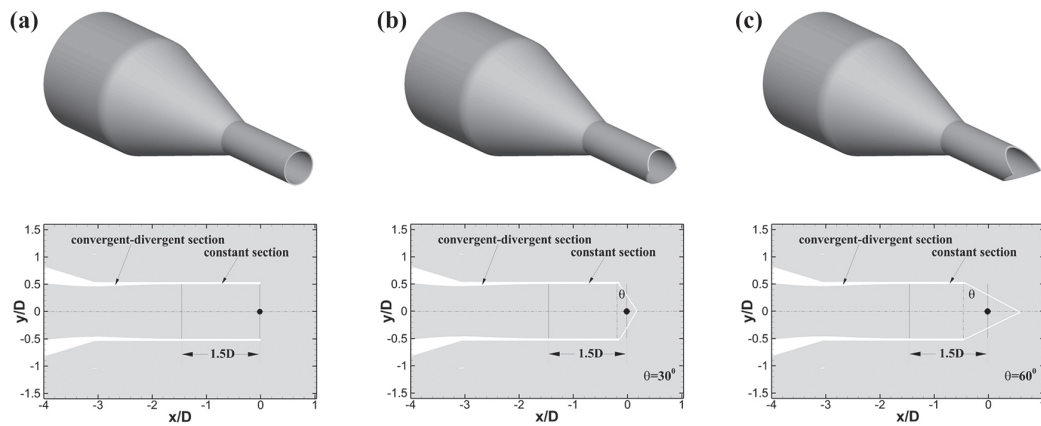 (a)
(b)
(c)
1.5
1
0.5
0
-0.5
-1
-1.5
y/D
convergent-divergent section
constant section
1.5D
-4
-3
-2
-1
0
1
x/D
1.5
1
0.5
0
-0.5
-1
-1.5
y/D
convergent-divergent section
constant section
θ
1.5D
θ=30⁰
-4
-3
-2
-1
0
1
x/D
1.5
1
0.5
0
-0.5
-1
-1.5
y/D
convergent-divergent section
constant section
θ
1.5D
θ=60⁰
-4
-3
-2
-1
0
1
x/D